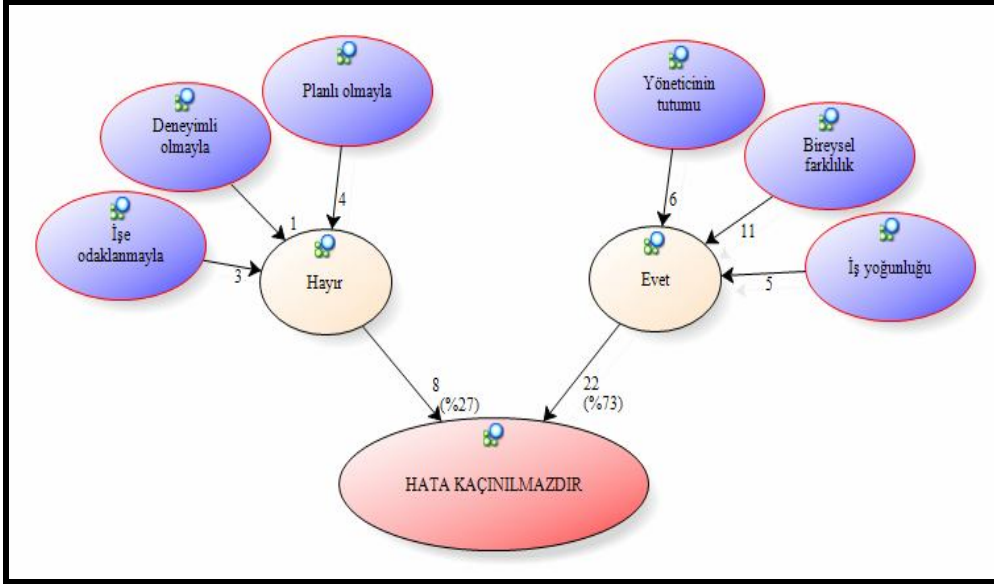 Planlı olmayla
Deneyimli
olmayla
İşe
odaklanmayla
4
1
3
Hayır
Yöneticinin
tutumu
Bireysel
farklılık
İş yoğunluğu
6
11
5
Evet
8
(%27)
22
(%73)
HATA KAÇINILMAZDIR